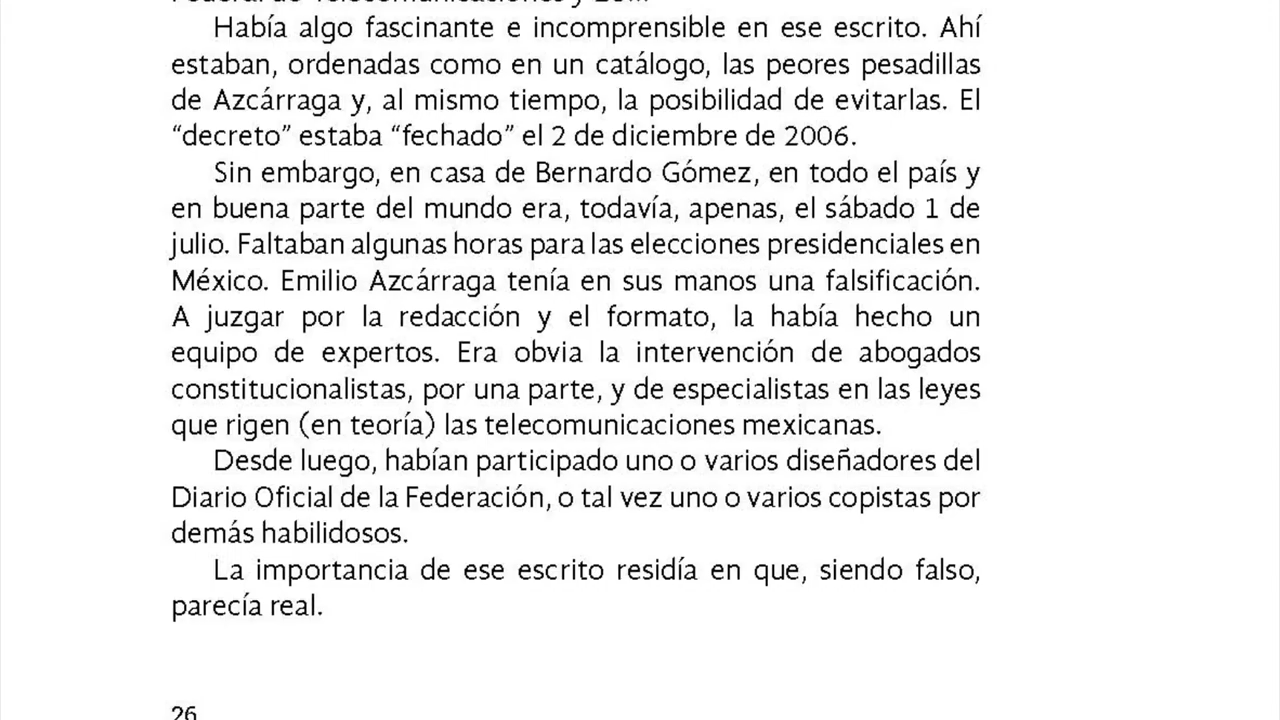 Había algo fascinante e incomprensible en ese escrito. Ahí
estaban, ordenadas como en un catálogo, las peores pesadillas
de Azcárraga y, al mismo tiempo, la posibilidad de evitarlas. El
“decreto” estaba “fechado” el 2 de diciembre de 2006.
Sin embargo, en casa de Bernardo Gómez, en todo el país y
en buena parte del mundo era, todavía, apenas, el sábado 1 de
julio. Faltaban algunas horas para las elecciones presidenciales en
México. Emilio Azcárraga tenía en sus manos una falsificación.
A juzgar por la redacción y el formato, la había hecho un
equipo de expertos. Era obvia la intervención de abogados
constitucionalistas, por una parte, y de especialistas en las leyes
que rigen (en teoría) las telecomunicaciones mexicanas.
Desde luego, habían participado uno o varios diseñadores del
Diario Oficial de la Federación, o tal vez uno o varios copistas por
demás habilidosos.
La importancia de ese escrito residía en que, siendo falso,
parecía real.
26